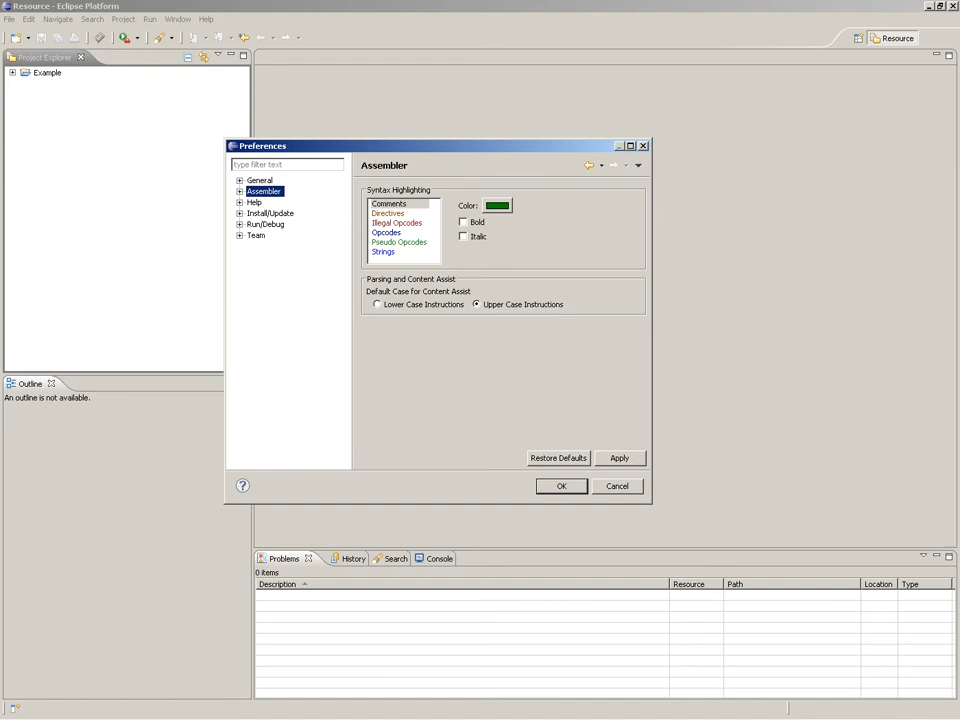 Resource - Eclipse Platform
File Edit Navigate Search Project Run Window Help
Resource
Project Explorer
Example
Preferences
type filter text
General
Assembler
Help
Install/Update
Run/Debug
Team
Assembler
Syntax Highlighting
Comments
Directives
Illegal Opcodes
Opcodes
Pseudo Opcodes
Strings
Color:
Bold
Italic
Parsing and Content Assist
Default Case for Content Assist
Lower Case Instructions Upper Case Instructions
Restore Defaults Apply
OK Cancel
Outline
An outline is not available.
Problems History Search Console
0 items
Description Resource Path Location Type